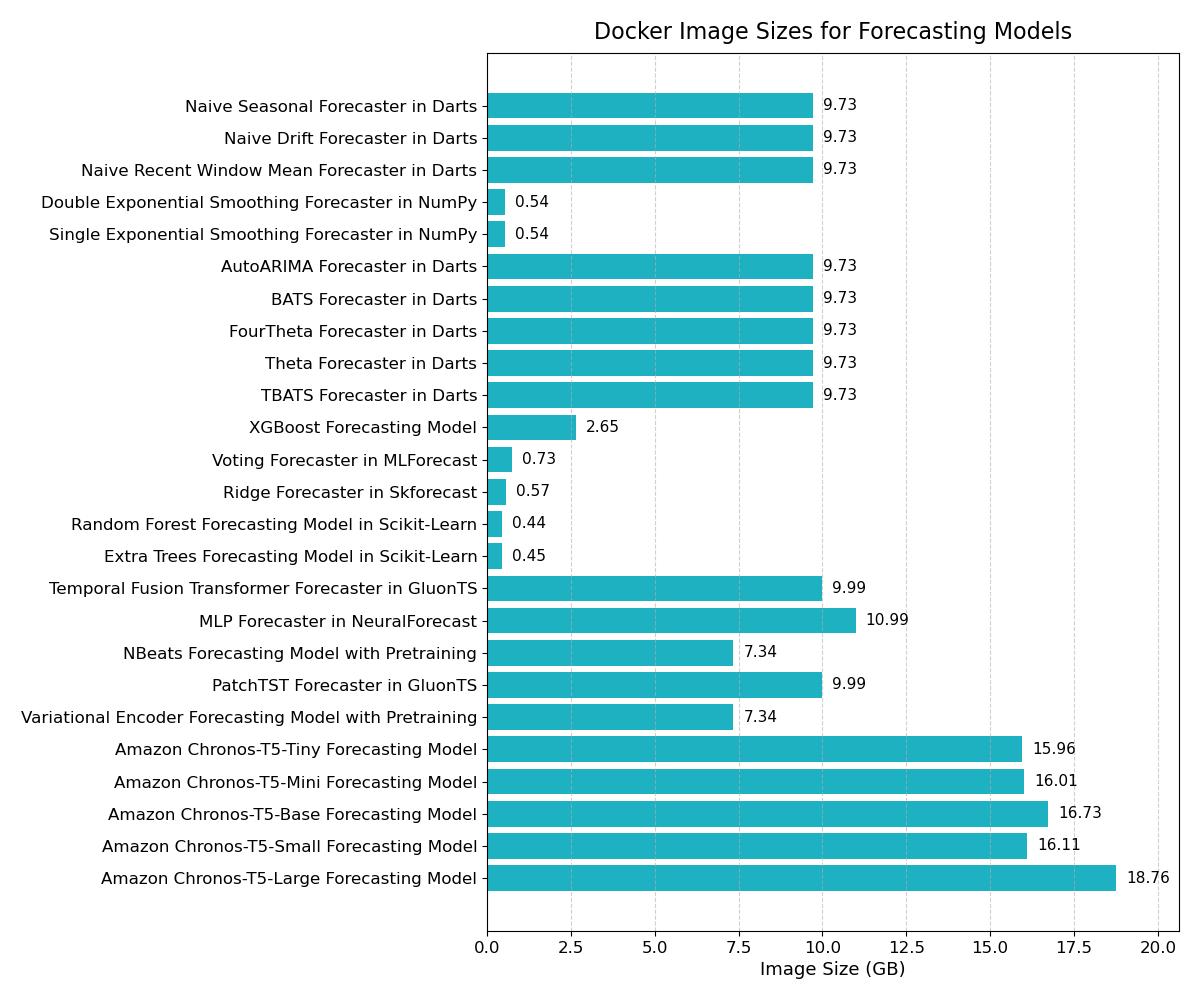 Docker Image Sizes for Forecasting Models
Naive Seasonal Forecaster in Darts 9.73
Naive Drift Forecaster in Darts 9.73
Naive Recent Window Mean Forecaster in Darts 9.73
Double Exponential Smoothing Forecaster in NumPy 0.54
Single Exponential Smoothing Forecaster in NumPy 0.54
AutoARIMA Forecaster in Darts 9.73
BATS Forecaster in Darts 9.73
FourTheta Forecaster in Darts 9.73
Theta Forecaster in Darts 9.73
TBATS Forecaster in Darts 9.73
XGBoost Forecasting Model 2.65
Voting Forecaster in MLForecast 0.73
Ridge Forecaster in Skforecast 0.57
Random Forest Forecasting Model in Scikit-Learn 0.44
Extra Trees Forecasting Model in Scikit-Learn 0.45
Temporal Fusion Transformer Forecaster in GluonTS 9.99
MLP Forecaster in NeuralForecast 10.99
NBeats Forecasting Model with Pretraining 7.34
PatchTST Forecaster in GluonTS 9.99
Variational Encoder Forecasting Model with Pretraining 7.34
Amazon Chronos-T5-Tiny Forecasting Model 15.96
Amazon Chronos-T5-Mini Forecasting Model 16.01
Amazon Chronos-T5-Base Forecasting Model 16.73
Amazon Chronos-T5-Small Forecasting Model 16.11
Amazon Chronos-T5-Large Forecasting Model 18.76
0.0 2.5 5.0 7.5 10.0 12.5 15.0 17.5 20.0
Image Size (GB)